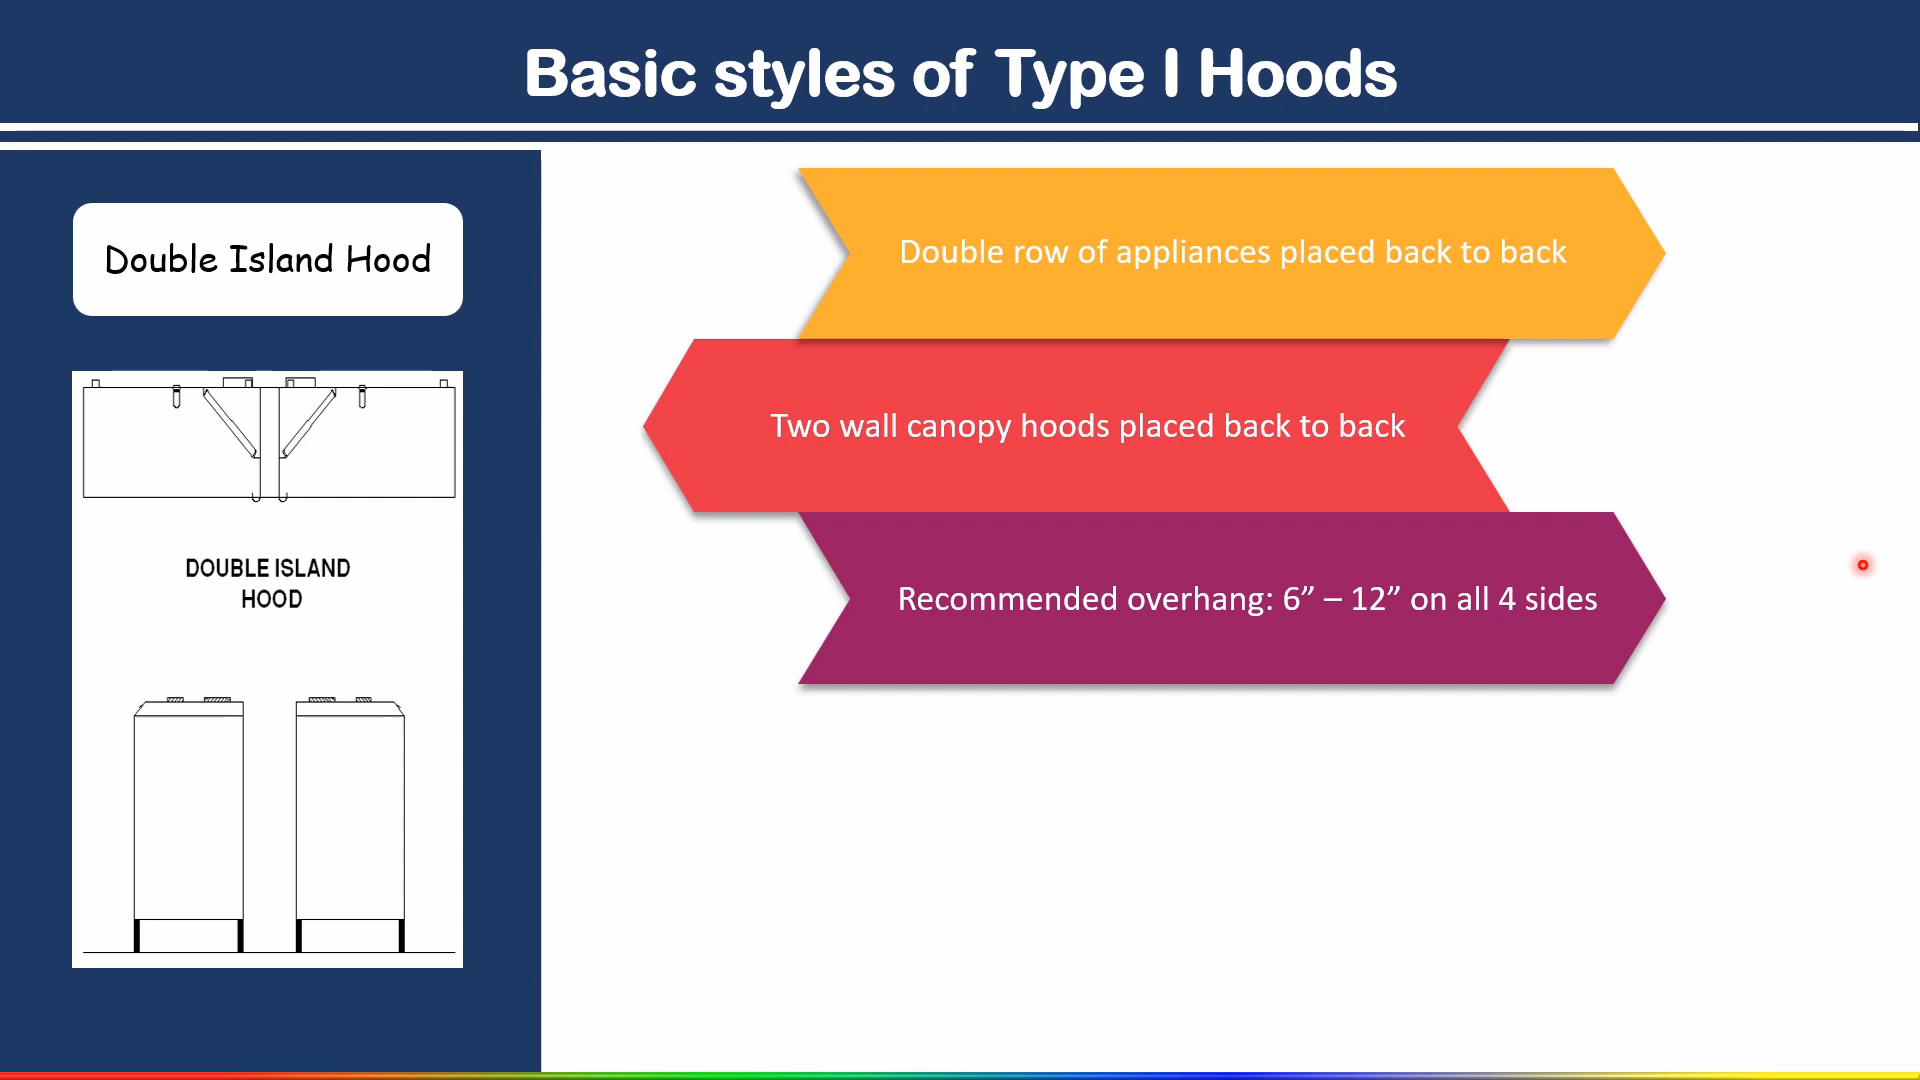 Basic styles of Type I Hoods
Double Island Hood
DOUBLE ISLAND
HOOD
Double row of appliances placed back to back
Two wall canopy hoods placed back to back
Recommended overhang: 6” – 12” on all 4 sides